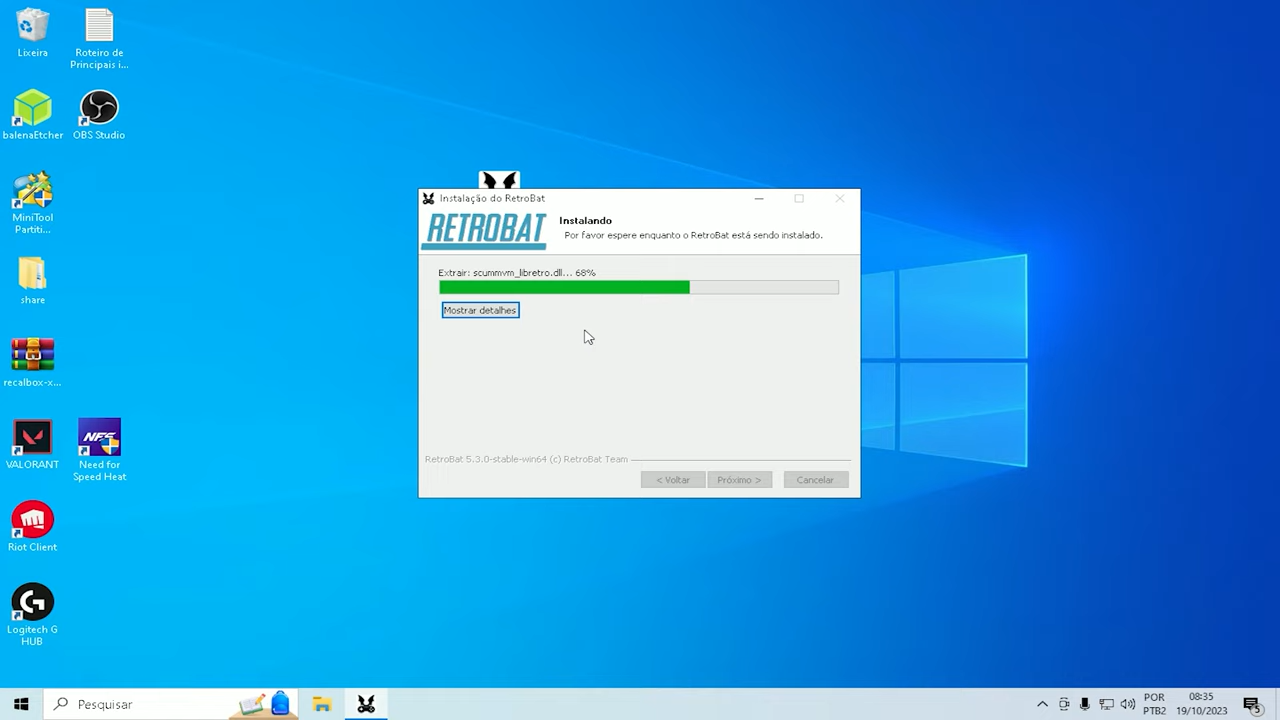 Lixeira
Roteiro de
Principais i...
balenaEtcher
OBS Studio
MiniTool
Partiti...
share
recalbox-x...
VALORANT
NFS
Need for
Speed Heat
Riot Client
Logitech G
HUB
Instalação do RetroBat
RETROBAT
Instalando
Por favor espere enquanto o RetroBat está sendo instalado.
Extrair: scummvm_libretro.dll... 68%
Mostrar detalhes
RetroBat 5.3.0-stable-win64 (c) RetroBat Team
< Voltar
Próximo >
Cancelar
Pesquisar
POR
PTB2
08:35
19/10/2023
5